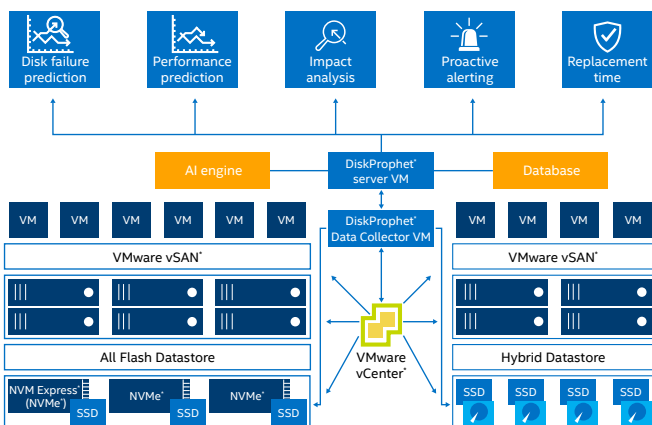 Disk failure
prediction
Performance
prediction
Impact
analysis
Proactive
alerting
Replacement
time
AI engine
DiskProphet*
server VM
Database
VM
VM
VM
VM
VM
VM
DiskProphet*
Data Collector VM
VM
VM
VM
VM
VMware vSAN*
VMware vSAN*
VMware
vCenter*
All Flash Datastore
Hybrid Datastore
NVM Express*
(NVMe*)
SSD
NVMe*
SSD
NVMe*
SSD
SSD
SSD
SSD
SSD